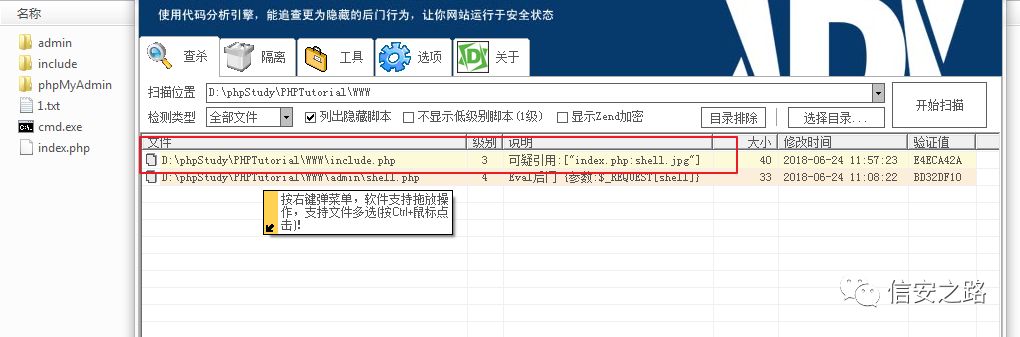 名称
admin
include
phpMyAdmin
1.txt
cmd.exe
index.php
使用代码分析引擎, 能追查更为隐藏的后门行为, 让你网站运行于安全状态
查杀 隔离 工具 选项 关于
扫描位置 D:\phpStudy\PHPTutorial\WWW 开始扫描
检测类型 全部文件 列出隐藏脚本 不显示低级别脚本(1级) 显示Zend加密 目录排除 选择目录...
文件 级别 说明 大小 修改时间 验证值
D:\phpStudy\PHPTutorial\WWW\include.php 3 可疑引用:["index.php:shell.jpg"] 40 2018-06-24 11:57:23 E4ECA42A
D:\phpStudy\PHPTutorial\WWW\admin\shell.php 4 Eval后门 {参数:$_REQUEST[shell]} 33 2018-06-24 11:08:22 BD32DF10
按右键弹菜单, 软件支持拖放操
作, 支持文件多选(按Ctrl+鼠标点
击)!
信安之路